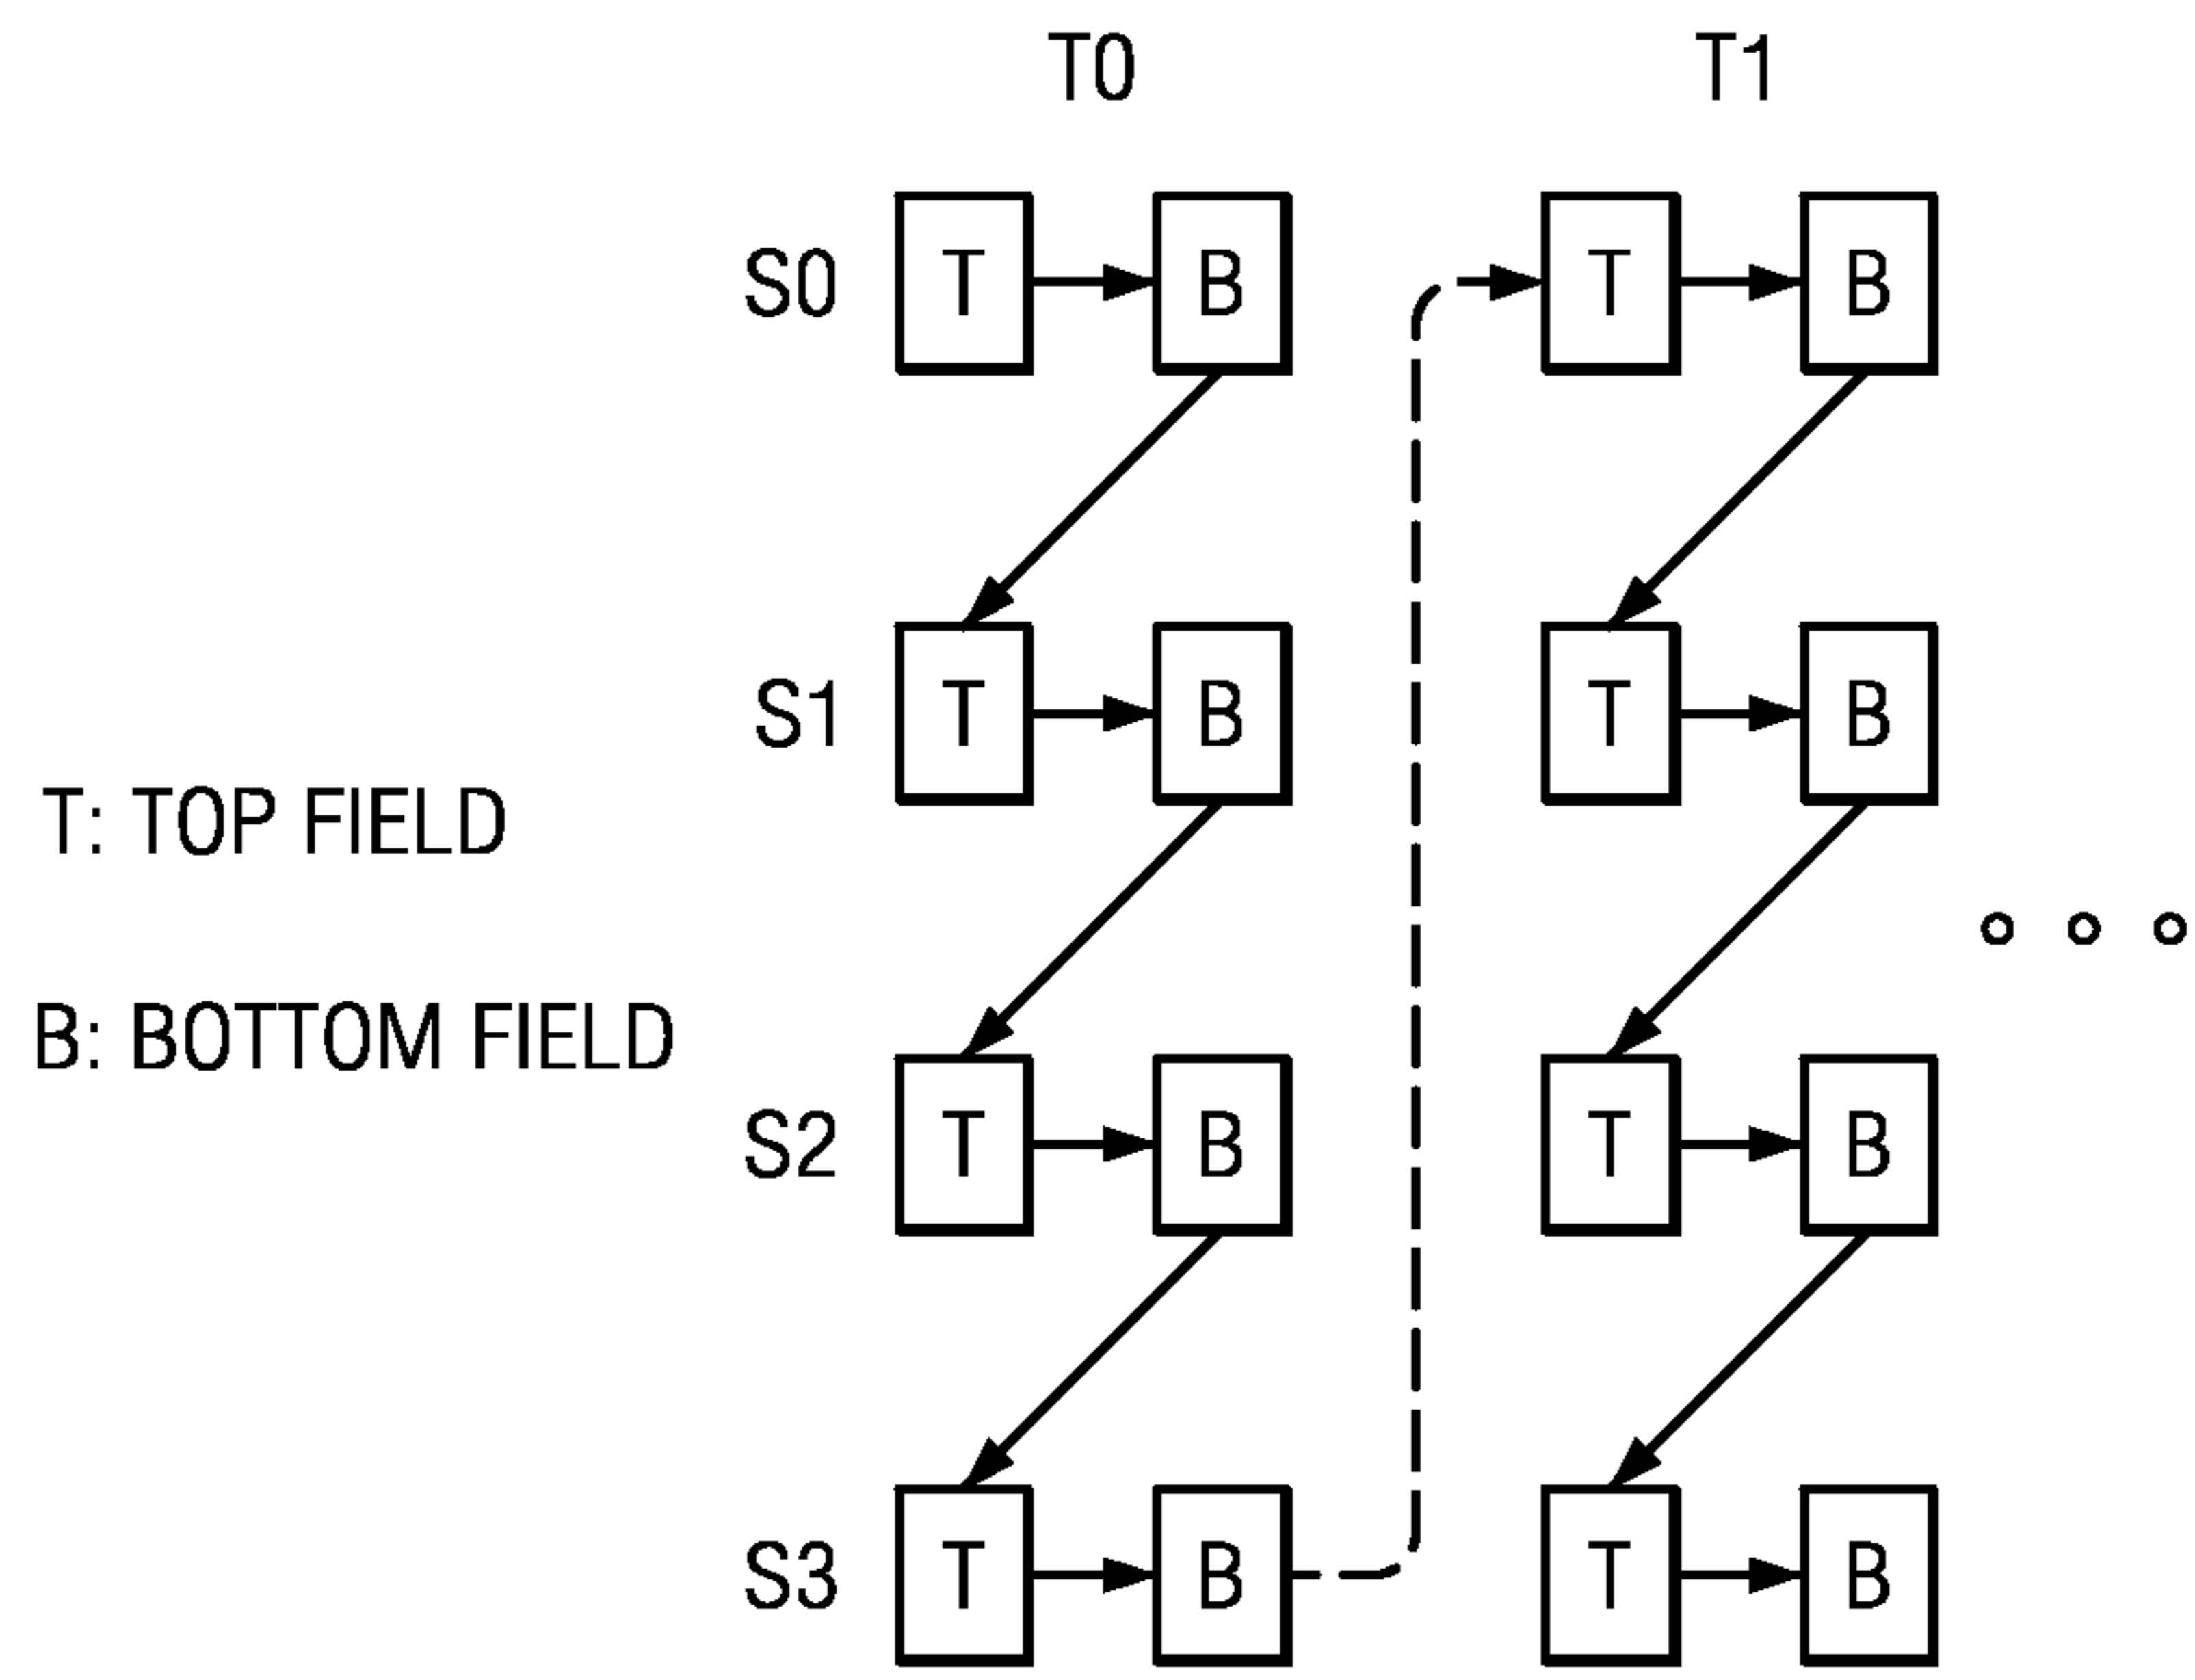 T0 T1
S0 T B T B
S1 T B T B
T: TOP FIELD
B: BOTTOM FIELD
S2 T B T B
S3 T B T B